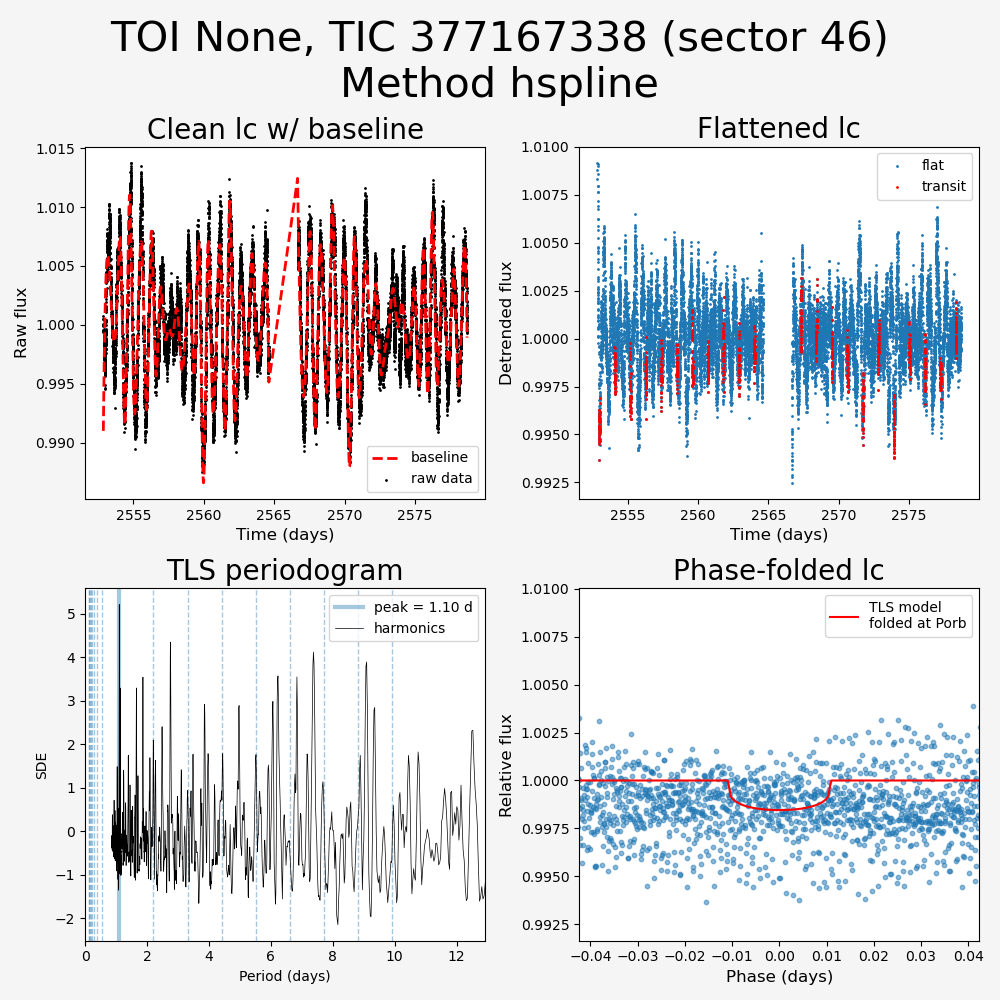 TOI None, TIC 377167338 (sector 46)
Method hspline
Clean lc w/ baseline
Raw flux
1.015
1.010
1.005
1.000
0.995
0.990
baseline
raw data
2555 2560 2565 2570 2575
Time (days)
Flattened lc
Detrended flux
1.0100
1.0075
1.0050
1.0025
1.0000
0.9975
0.9950
0.9925
flat
transit
2555 2560 2565 2570 2575
Time (days)
TLS periodogram
SDE
5
4
3
2
1
0
−1
−2
peak = 1.10 d
harmonics
0 2 4 6 8 10 12
Period (days)
Phase-folded lc
Relative flux
1.0100
1.0075
1.0050
1.0025
1.0000
0.9975
0.9950
0.9925
TLS model
folded at Porb
−0.04 −0.03 −0.02 −0.01 0.00 0.01 0.02 0.03 0.04
Phase (days)